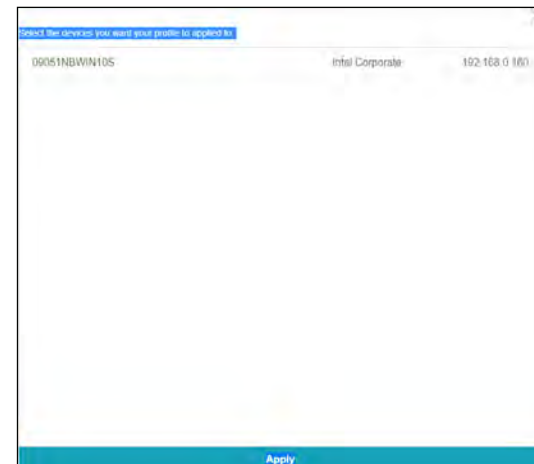 Select the devices you want your profile to applied to.
09051NBWIN10S Intel Corporate 192.168.0.160
Apply